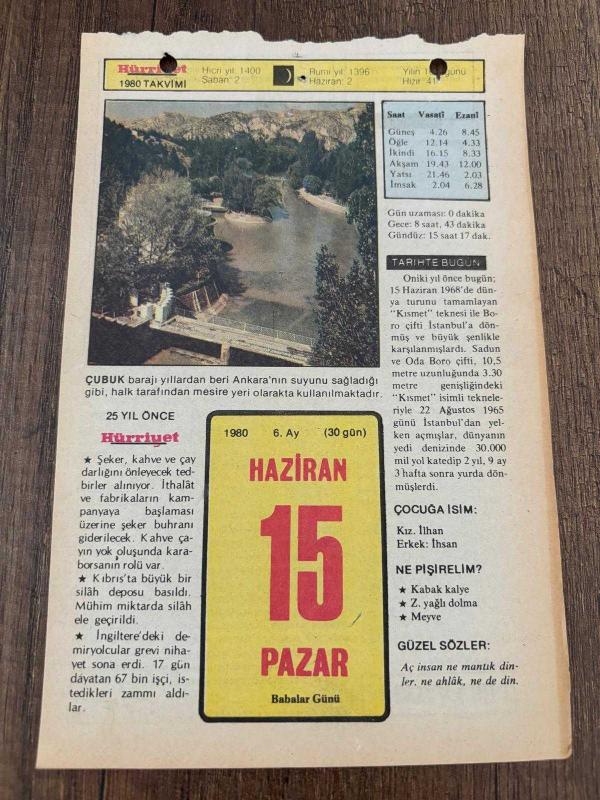 Hürriyet
1980 TAKVİMİ
Hicri yıl: 1400
Şaban: 2
Rumi yıl: 1396
Haziran: 2
Yılın
günü
Hızır: 41
Saat Vasatî Ezanî
Güneş 4.26 8.45
Öğle 12.14 4.33
İkindi 16.15 8.33
Akşam 19.43 12.00
Yatsı 21.46 2.03
İmsak 2.04 6.28
Gün uzaması: 0 dakika
Gece: 8 saat, 43 dakika
Gündüz: 15 saat 17 dak.
ÇUBUK barajı yıllardan beri Ankara'nın suyunu sağladığı
gibi, halk tarafından mesire yeri olarakta kullanılmaktadır.
TARİHTE BUGÜN
Oniki yıl önce bugün;
15 Haziran 1968'de dün-
ya turunu tamamlayan
"Kısmet" teknesi ile Bo-
ro çifti İstanbul'a dön-
müş ve büyük şenlikle
karşılanmışlardı. Sadun
ve Oda Boro çifti, 10,5
metre uzunluğunda 3.30
metre genişliğindeki
"Kısmet" isimli teknele-
riyle 22 Ağustos 1965
günü İstanbul'dan yel-
ken açmışlar, dünyanın
yedi denizinde 30.000
mil yol katedip 2 yıl, 9 ay
3 hafta sonra yurda dön-
müşlerdi.
25 YIL ÖNCE
Hürriyet
★ Şeker, kahve ve çay
darlığını önleyecek ted-
birler alınıyor. İthalât
ve fabrikaların kam-
panyaya başlaması
üzerine şeker buhranı
giderilecek. Kahve ça-
yın yok oluşunda kara-
borsanın rolü var.
★ Kıbrıs'ta büyük bir
silâh deposu basıldı.
Mühim miktarda silâh
ele geçirildi.
★ İngiltere'deki de-
miryolcular grevi niha-
yet sona erdi. 17 gün
dayatan 67 bin işçi, is-
tedikleri zammı aldı-
lar.
1980 6. Ay (30 gün)
HAZİRAN
15
PAZAR
Babalar Günü
ÇOCUĞA İSİM:
Kız. İlhan
Erkek: İhsan
NE PİŞİRELİM?
★ Kabak kalye
★ Z. yağlı dolma
★ Meyve
GÜZEL SÖZLER:
Aç insan ne mantık din-
ler. ne ahlâk, ne de din.